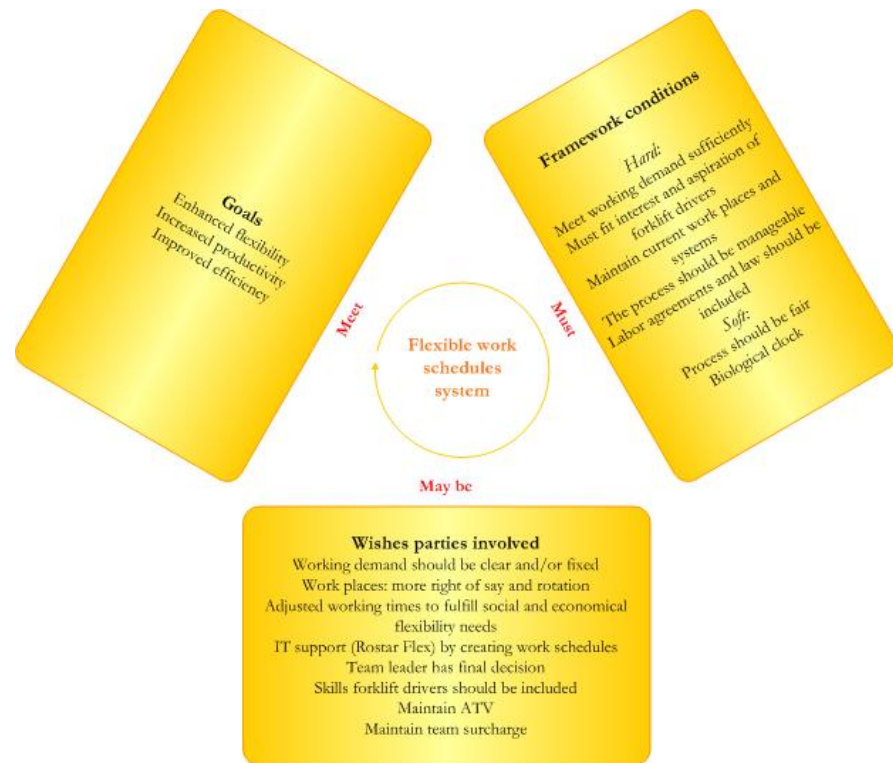 Goals
Enhanced flexibility
Increased productivity
Improved efficiency
Framework conditions
Hard:
Meet working demand sufficiently
Must fit interest and aspiration of
forklift drivers
Maintain current work places and
systems
The process should be manageable
Labor agreements and law should be
included
Soft:
Process should be fair
Biological clock
Meet
Must
Flexible work
schedules
system
May be
Wishes parties involved
Working demand should be clear and/or fixed
Work places: more right of say and rotation
Adjusted working times to fulfill social and economical
flexibility needs
IT support (Rostar Flex) by creating work schedules
Team leader has final decision
Skills forklift drivers should be included
Maintain ATV
Maintain team surcharge